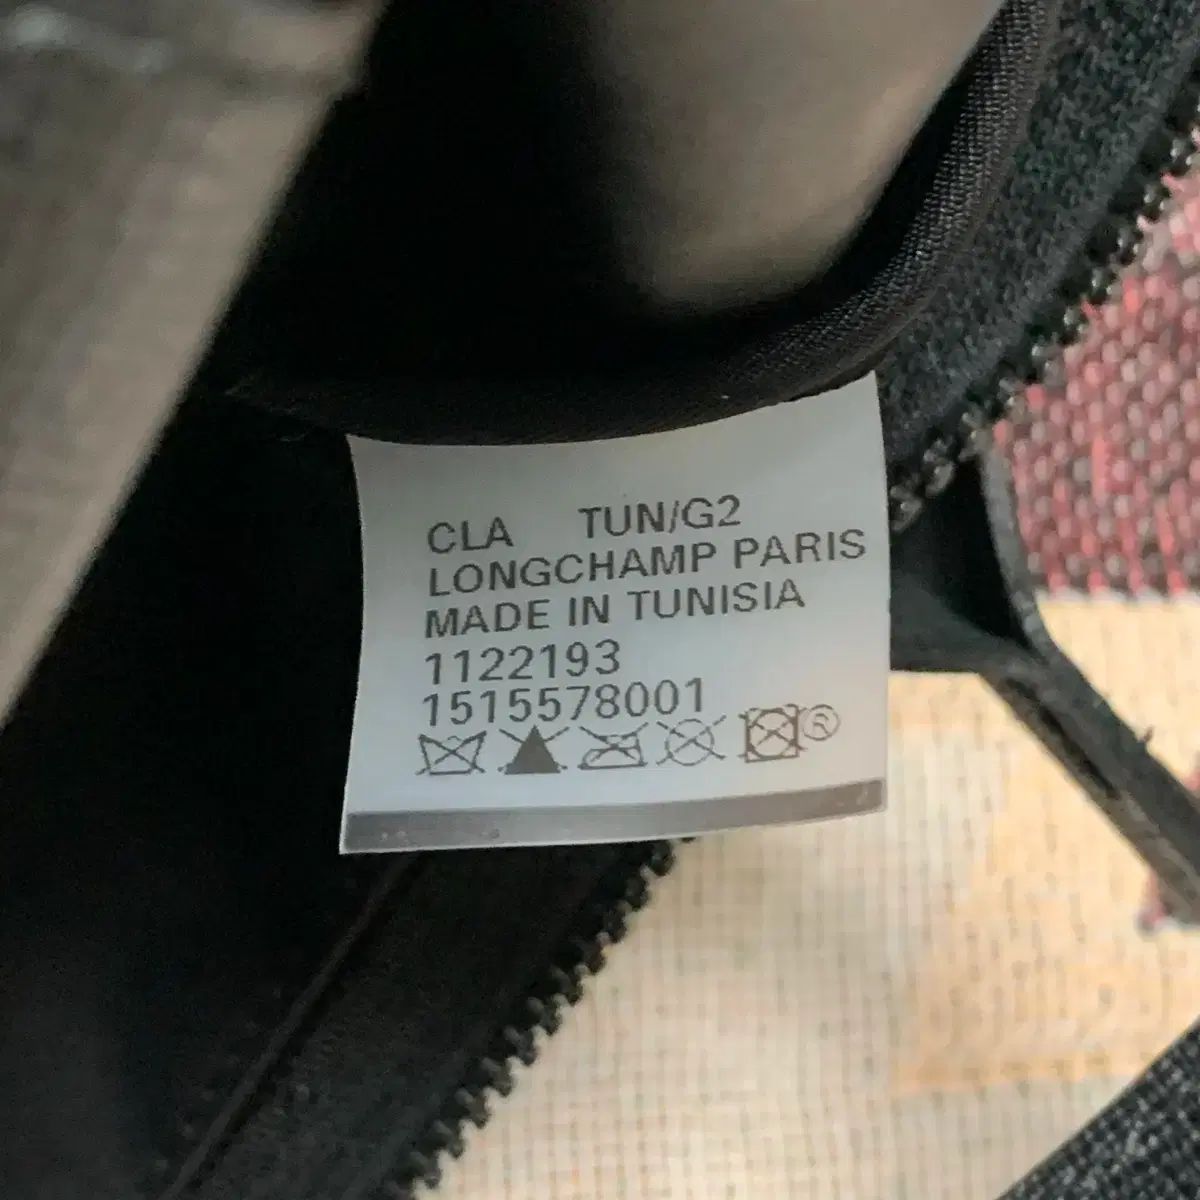 CLA TUN/G2
LONGCHAMP PARIS
MADE IN TUNISIA
1122193
1515578001
®